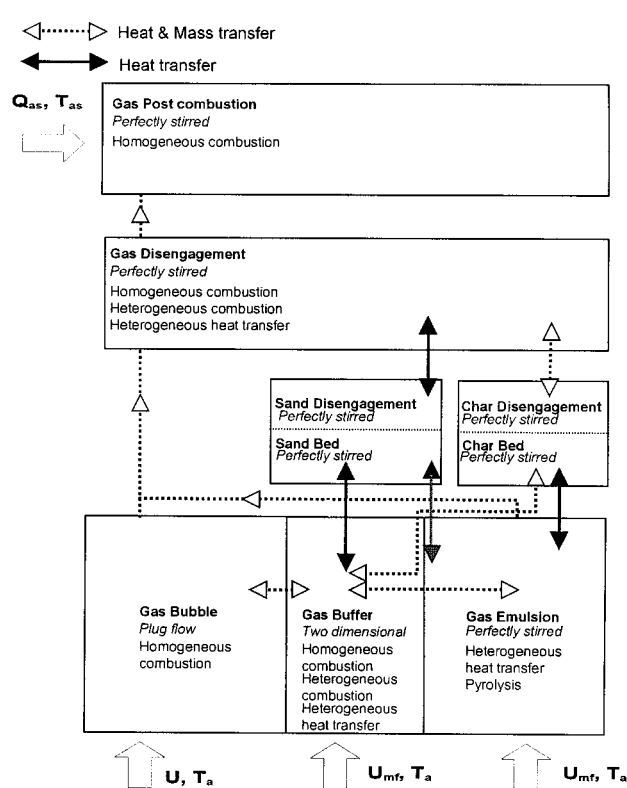 Heat & Mass transfer
Heat transfer
Qas, Tas
Gas Post combustion
Perfectly stirred
Homogeneous combustion
Gas Disengagement
Perfectly stirred
Homogeneous combustion
Heterogeneous combustion
Heterogeneous heat transfer
Sand Disengagement
Perfectly stirred
Sand Bed
Perfectly stirred
Char Disengagement
Perfectly stirred
Char Bed
Perfectly stirred
Gas Bubble
Plug flow
Homogeneous
combustion
Gas Buffer
Two dimensional
Homogeneous
combustion
Heterogeneous
combustion
Heterogeneous
heat transfer
Gas Emulsion
Perfectly stirred
Heterogeneous
heat transfer
Pyrolysis
U, Ta
Umf, Ta
Umf, Ta